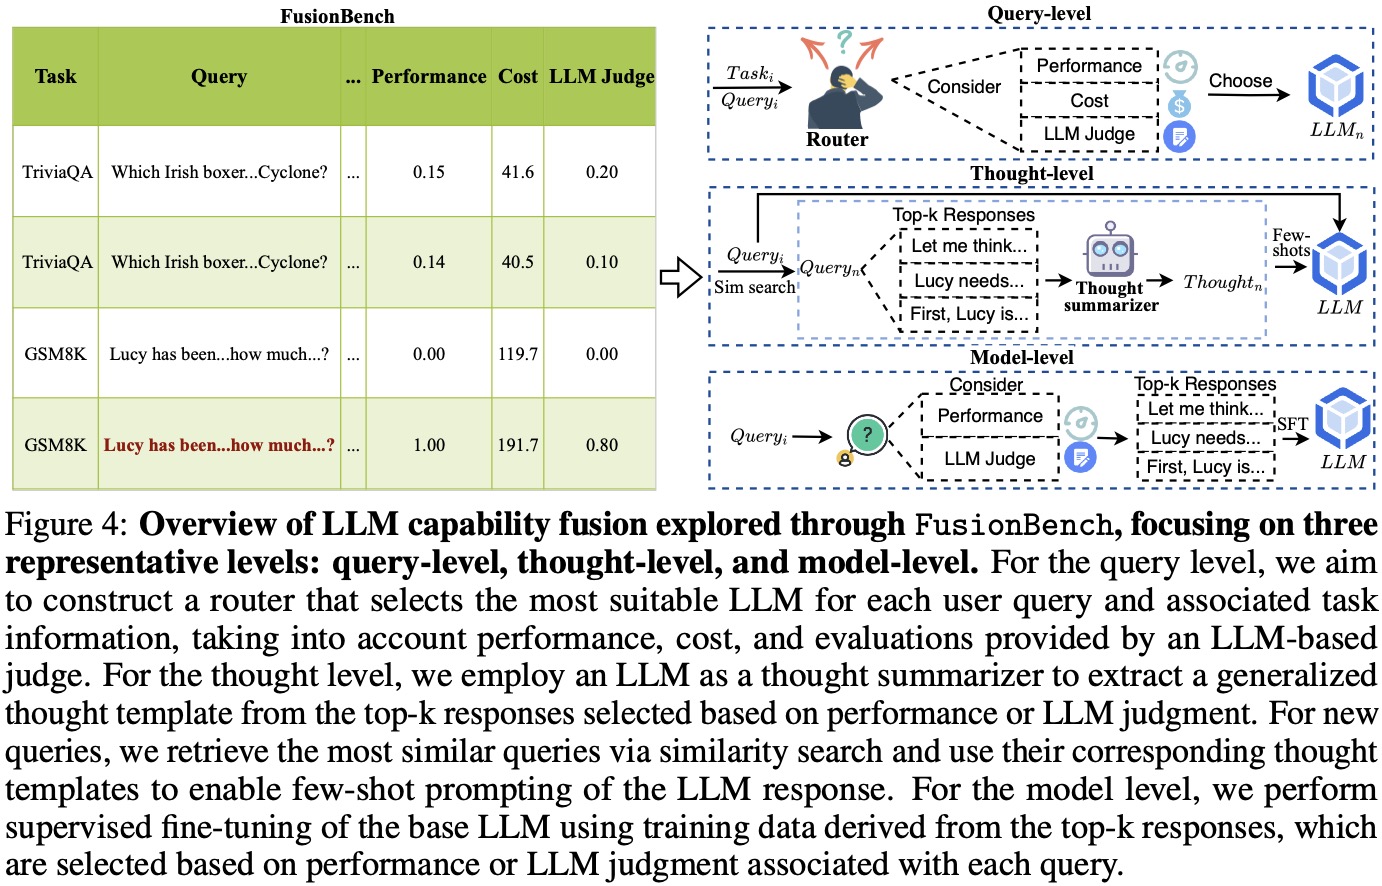 FusionBench
Task Query ... Performance Cost LLM Judge
TriviaQA Which Irish boxer...Cyclone? ... 0.15 41.6 0.20
TriviaQA Which Irish boxer...Cyclone? ... 0.14 40.5 0.10
GSM8K Lucy has been...how much...? ... 0.00 119.7 0.00
GSM8K Lucy has been...how much...? ... 1.00 191.7 0.80
Query-level
Task_i
Query_i
?
Router
Consider
Performance
Cost
$
LLM Judge
Choose
LLM_n
Thought-level
Query_i
Sim search
Query_n
Top-k Responses
Let me think...
Lucy needs...
First, Lucy is...
Thought
summarizer
Thought_n
Few-
shots
LLM
Model-level
Query_i
?
Consider
Performance
LLM Judge
Top-k Responses
Let me think...
Lucy needs...
First, Lucy is...
SFT
LLM
Figure 4: Overview of LLM capability fusion explored through FusionBench, focusing on three
representative levels: query-level, thought-level, and model-level. For the query level, we aim
to construct a router that selects the most suitable LLM for each user query and associated task
information, taking into account performance, cost, and evaluations provided by an LLM-based
judge. For the thought level, we employ an LLM as a thought summarizer to extract a generalized
thought template from the top-k responses selected based on performance or LLM judgment. For new
queries, we retrieve the most similar queries via similarity search and use their corresponding thought
templates to enable few-shot prompting of the LLM response. For the model level, we perform
supervised fine-tuning of the base LLM using training data derived from the top-k responses, which
are selected based on performance or LLM judgment associated with each query.